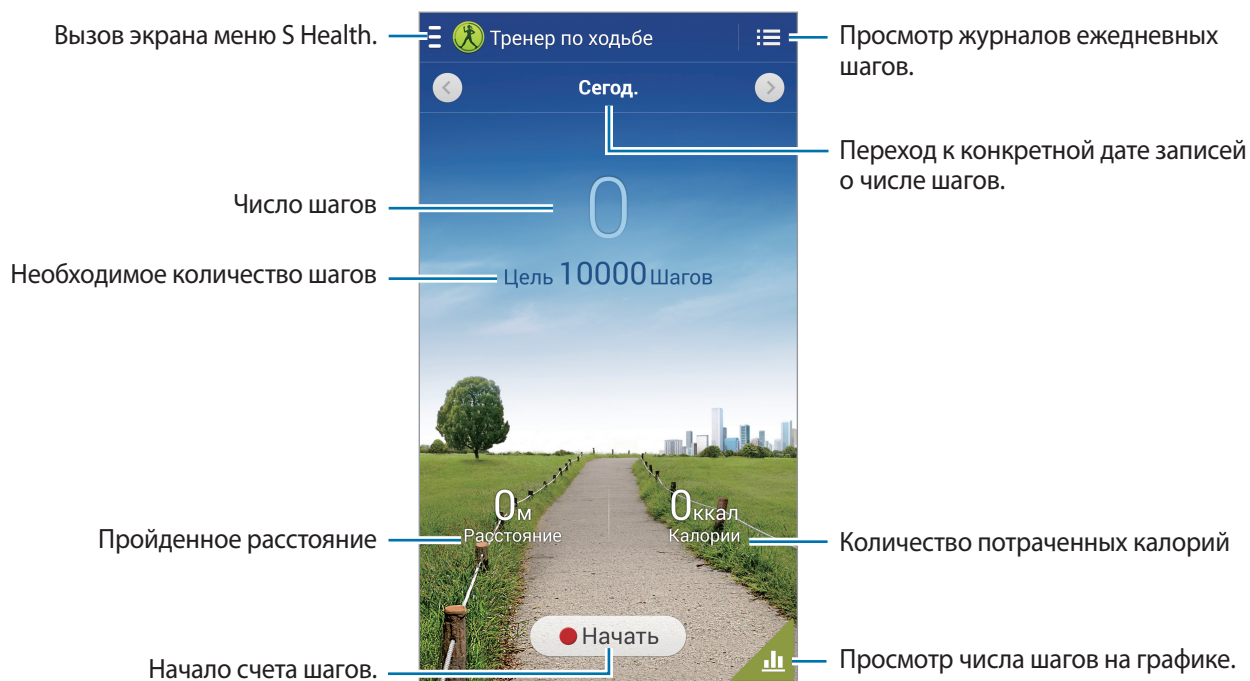 Вызов экрана меню S Health.
Тренер по ходьбе
Просмотр журналов ежедневных
шагов.
Сегод.
Переход к конкретной дате записей
о числе шагов.
Число шагов
0
Необходимое количество шагов
Цель 10000 Шагов
0м
Расстояние
0ккал
Калории
Пройденное расстояние
Количество потраченных калорий
Начать
Начало счета шагов.
Просмотр числа шагов на графике.